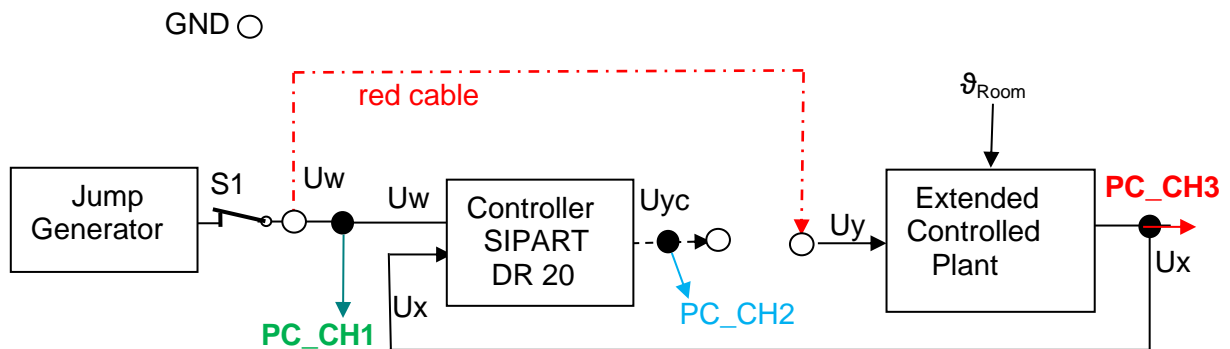 GND
red cable
ϑRoom
Jump
Generator
S1
Uw
Uw
Controller
SIPART
DR 20
Uyc
Uy
Extended
Controlled
Plant
PC_CH3
Ux
Ux
PC_CH1
PC_CH2